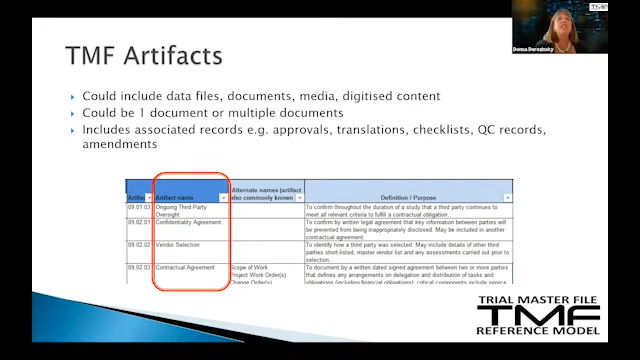 TMF
Donna Dorozinsky
TMF Artifacts
Could include data files, documents, media, digitised content
Could be 1 document or multiple documents
Includes associated records e.g. approvals, translations, checklists, QC records,
amendments
Artifact name
Alternate names (artifact
also commonly known
Definition / Purpose
09.01.03
Ongoing Third Party
Oversight
To confirm throughout the duration of a study that a third party continues to
meet all relevant criteria to fulfill a contractual obligation.
09.02.01
Confidentiality Agreement
To confirm by written legal agreement that key information between parties will
be prevented from being inappropriately disclosed. May be included in another
contractual agreement.
09.02.02
Vendor Selection
To identify how a third party was selected. May include details of other third
parties short-listed, master vendor list and any assessments carried out prior to
selection.
09.02.03
Contractual Agreement
Scope of Work
Project Work Order(s)
Change Order(s)
To document by a written dated signed agreement between two or more parties
that defines any arrangements on delegation and distribution of tasks and
obligations (including financial obligations); critical components include service
TRIAL MASTER FILE
TMF
REFERENCE MODEL